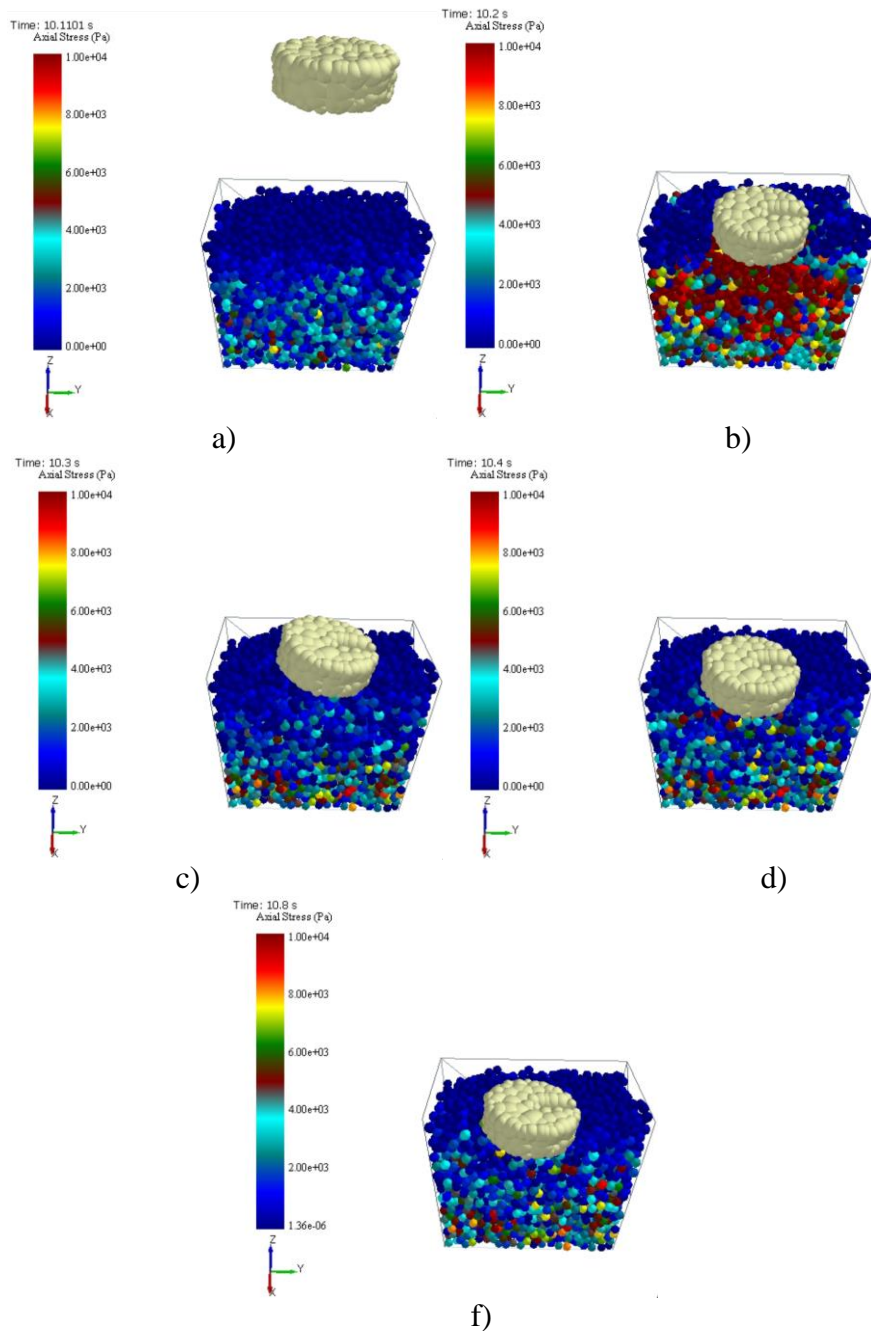 Time: 10.1101 s
Axial Stress (Pa)
1.00e+04
8.00e+03
6.00e+03
4.00e+03
2.00e+03
0.00e+00
Z
Y
X
a)
Time: 10.2 s
Axial Stress (Pa)
1.00e+04
8.00e+03
6.00e+03
4.00e+03
2.00e+03
0.00e+00
Z
Y
X
b)
Time: 10.3 s
Axial Stress (Pa)
1.00e+04
8.00e+03
6.00e+03
4.00e+03
2.00e+03
0.00e+00
Z
Y
X
c)
Time: 10.4 s
Axial Stress (Pa)
1.00e+04
8.00e+03
6.00e+03
4.00e+03
2.00e+03
0.00e+00
Z
Y
X
d)
Time: 10.8 s
Axial Stress (Pa)
1.00e+04
8.00e+03
6.00e+03
4.00e+03
2.00e+03
1.36e-06
Z
Y
X
f)